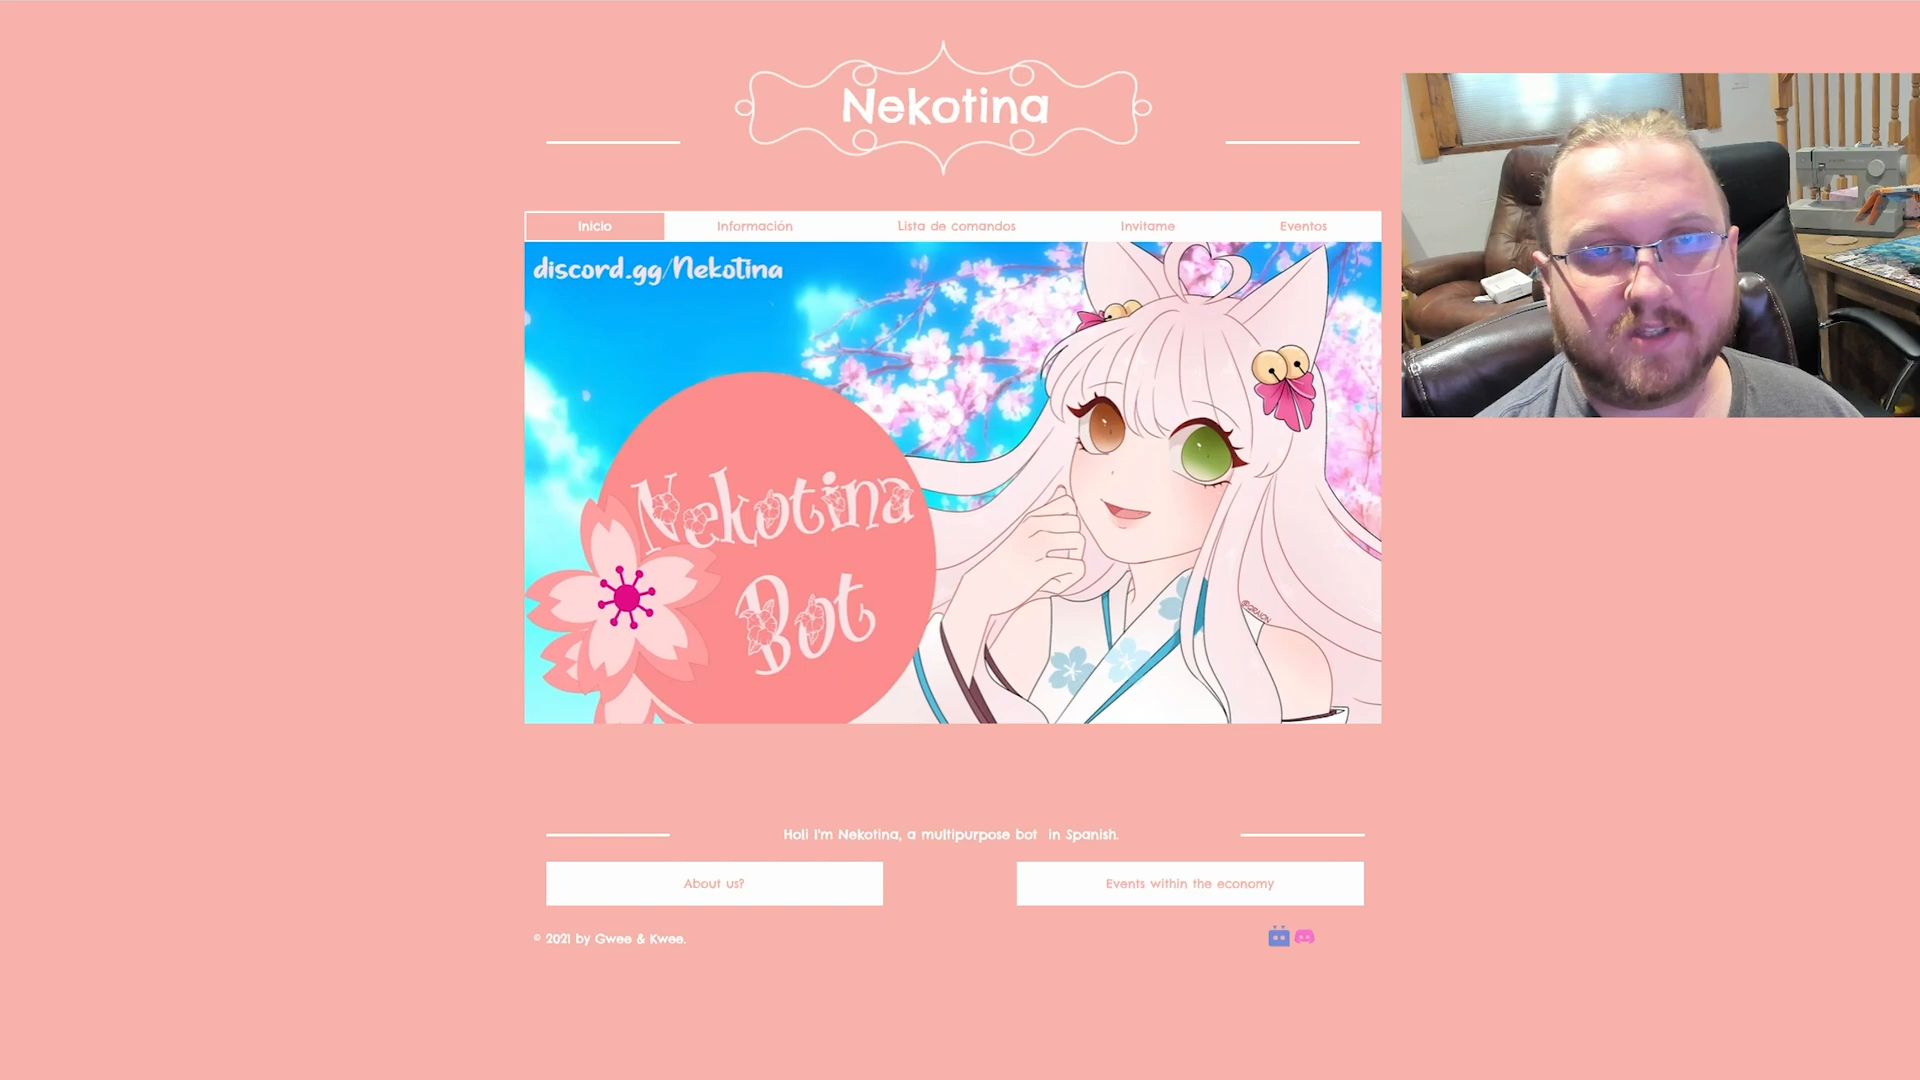 Nekotina
Inicio
Información
Lista de comandos
Invitame
Eventos
discord.gg/Nekotina
Nekotina
Bot
Holi I'm Nekotina, a multipurpose bot in Spanish.
About us?
Events within the economy
© 2021 by Gwee & Kwee.